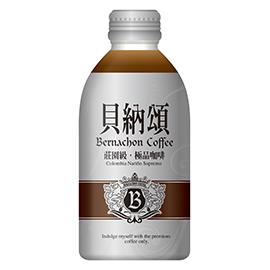 貝納頌
Bernachon Coffee
莊園級・極品咖啡
Colombia Nariño Supremo
B
Indulge myself with the premium
coffee only.